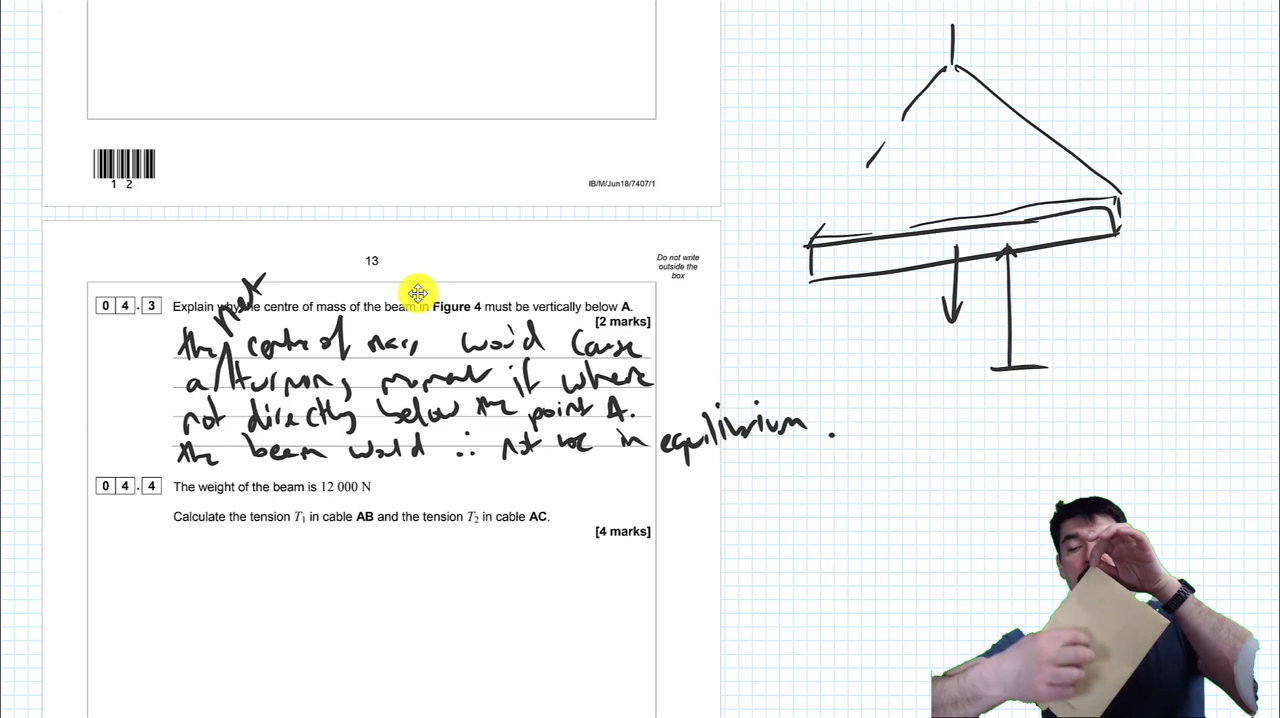 1 2
IB/M/Jun18/7407/1
13
Do not write
outside the
box
0 4 . 3 Explain why the centre of mass of the beam in Figure 4 must be vertically below A.
[2 marks]
net
the centre of mass would cause
a turning moment if where
not directly below the point A.
the beam would ∴ not be in equilibrium.
0 4 . 4 The weight of the beam is 12 000 N
Calculate the tension T₁ in cable AB and the tension T₂ in cable AC.
[4 marks]